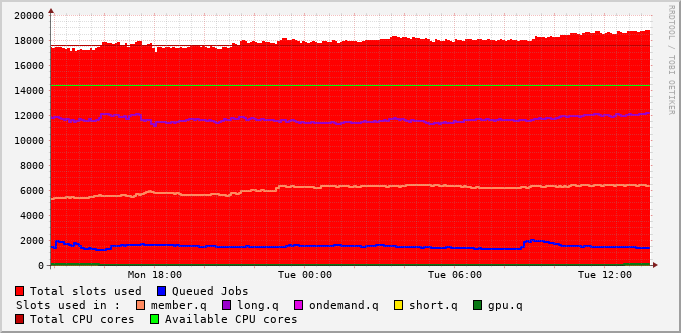 20000
18000
16000
14000
12000
10000
8000
6000
4000
2000
0
Mon 18:00 Tue 00:00 Tue 06:00 Tue 12:00
Total slots used Queued Jobs
Slots used in : member.q long.q ondemand.q short.q gpu.q
Total CPU cores Available CPU cores
RRDTOOL / TOBI OETIKER